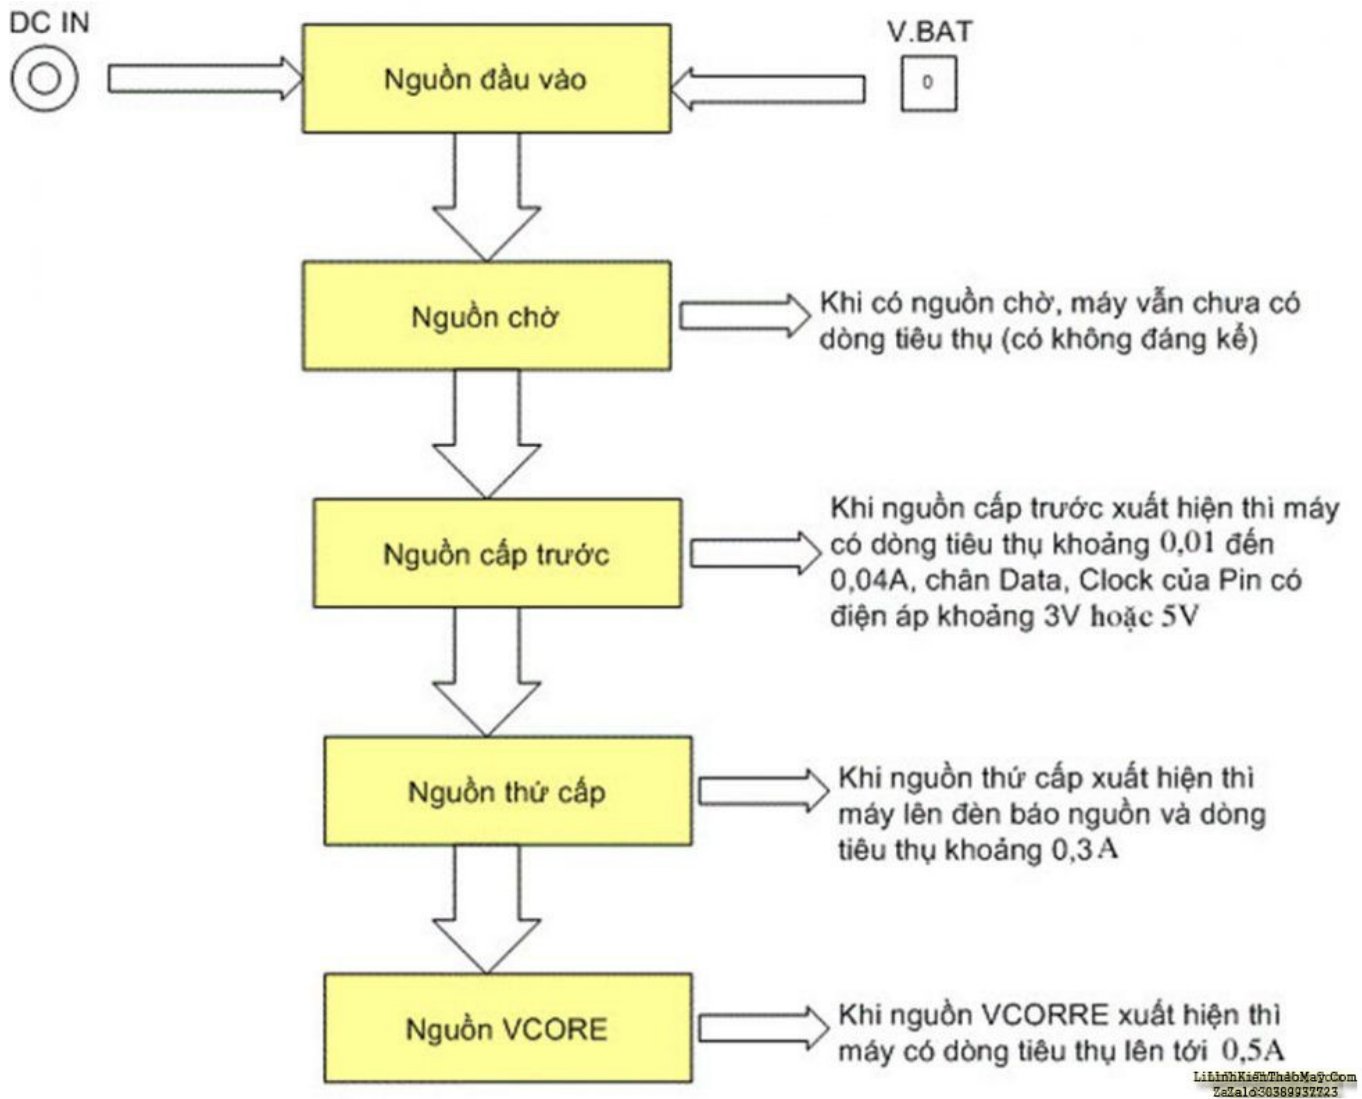 DC IN
V.BAT
0
Nguồn đầu vào
Nguồn chờ
Khi có nguồn chờ, máy vẫn chưa có
dòng tiêu thụ (có không đáng kể)
Nguồn cấp trước
Khi nguồn cấp trước xuất hiện thì máy
có dòng tiêu thụ khoảng 0,01 đến
0,04A, chân Data, Clock của Pin có
điện áp khoảng 3V hoặc 5V
Nguồn thứ cấp
Khi nguồn thứ cấp xuất hiện thì
máy lên đèn báo nguồn và dòng
tiêu thụ khoảng 0,3A
Nguồn VCORE
Khi nguồn VCORRE xuất hiện thì
máy có dòng tiêu thụ lên tới 0,5A